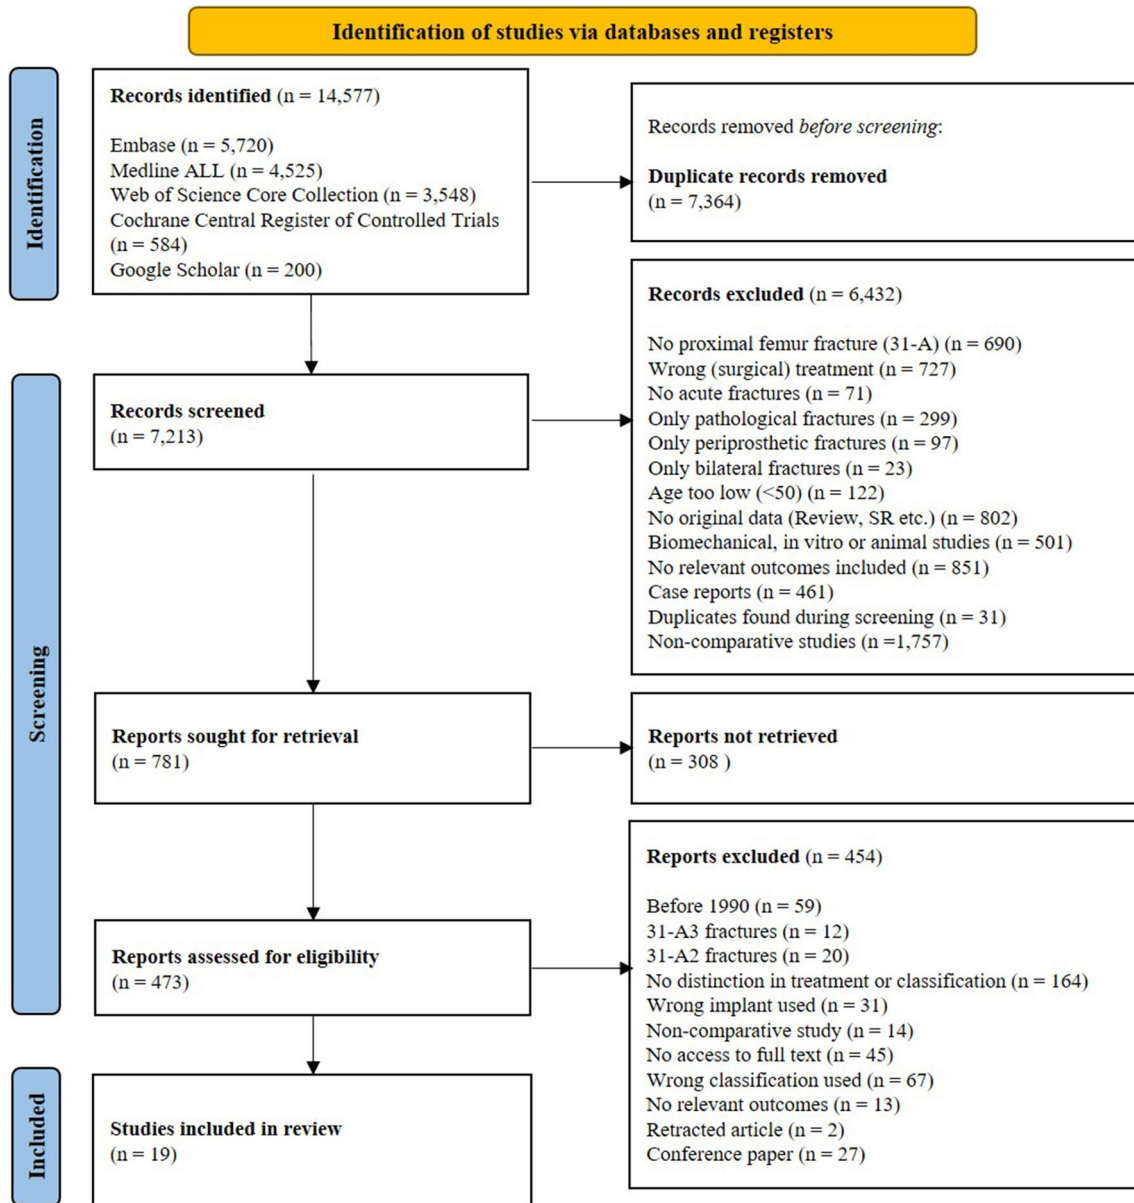 Identification of studies via databases and registers
Identification
Records identified (n = 14,577)
Embase (n = 5,720)
Medline ALL (n = 4,525)
Web of Science Core Collection (n = 3,548)
Cochrane Central Register of Controlled Trials
(n = 584)
Google Scholar (n = 200)
Records removed before screening:
Duplicate records removed
(n = 7,364)
Screening
Records screened
(n = 7,213)
Records excluded (n = 6,432)
No proximal femur fracture (31-A) (n = 690)
Wrong (surgical) treatment (n = 727)
No acute fractures (n = 71)
Only pathological fractures (n = 299)
Only periprosthetic fractures (n = 97)
Only bilateral fractures (n = 23)
Age too low (<50) (n = 122)
No original data (Review, SR etc.) (n = 802)
Biomechanical, in vitro or animal studies (n = 501)
No relevant outcomes included (n = 851)
Case reports (n = 461)
Duplicates found during screening (n = 31)
Non-comparative studies (n =1,757)
Reports sought for retrieval
(n = 781)
Reports not retrieved
(n = 308 )
Reports assessed for eligibility
(n = 473)
Reports excluded (n = 454)
Before 1990 (n = 59)
31-A3 fractures (n = 12)
31-A2 fractures (n = 20)
No distinction in treatment or classification (n = 164)
Wrong implant used (n = 31)
Non-comparative study (n = 14)
No access to full text (n = 45)
Wrong classification used (n = 67)
No relevant outcomes (n = 13)
Retracted article (n = 2)
Conference paper (n = 27)
Included
Studies included in review
(n = 19)